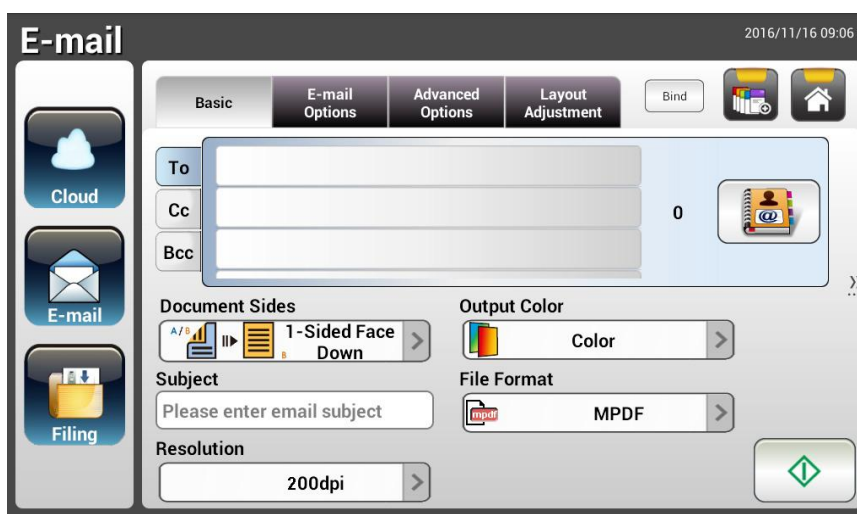 E-mail
2016/11/16 09:06
Basic
E-mail
Options
Advanced
Options
Layout
Adjustment
Bind
Cloud
E-mail
Filing
To
Cc
Bcc
0
@
Document Sides
A/B
B
1-Sided Face
Down
Output Color
Color
Subject
Please enter email subject
File Format
mpdf
MPDF
Resolution
200dpi